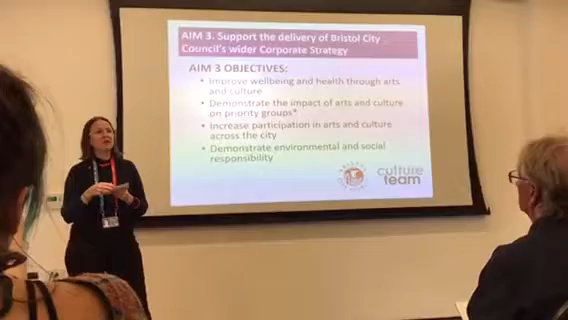 AIM 3. Support the delivery of Bristol City
Council's wider Corporate Strategy
AIM 3 OBJECTIVES:
• Improve wellbeing and health through arts
and culture
• Demonstrate the impact of arts and culture
on priority groups*
• Increase participation in arts and culture
across the city
• Demonstrate environmental and social
responsibility
culture
team